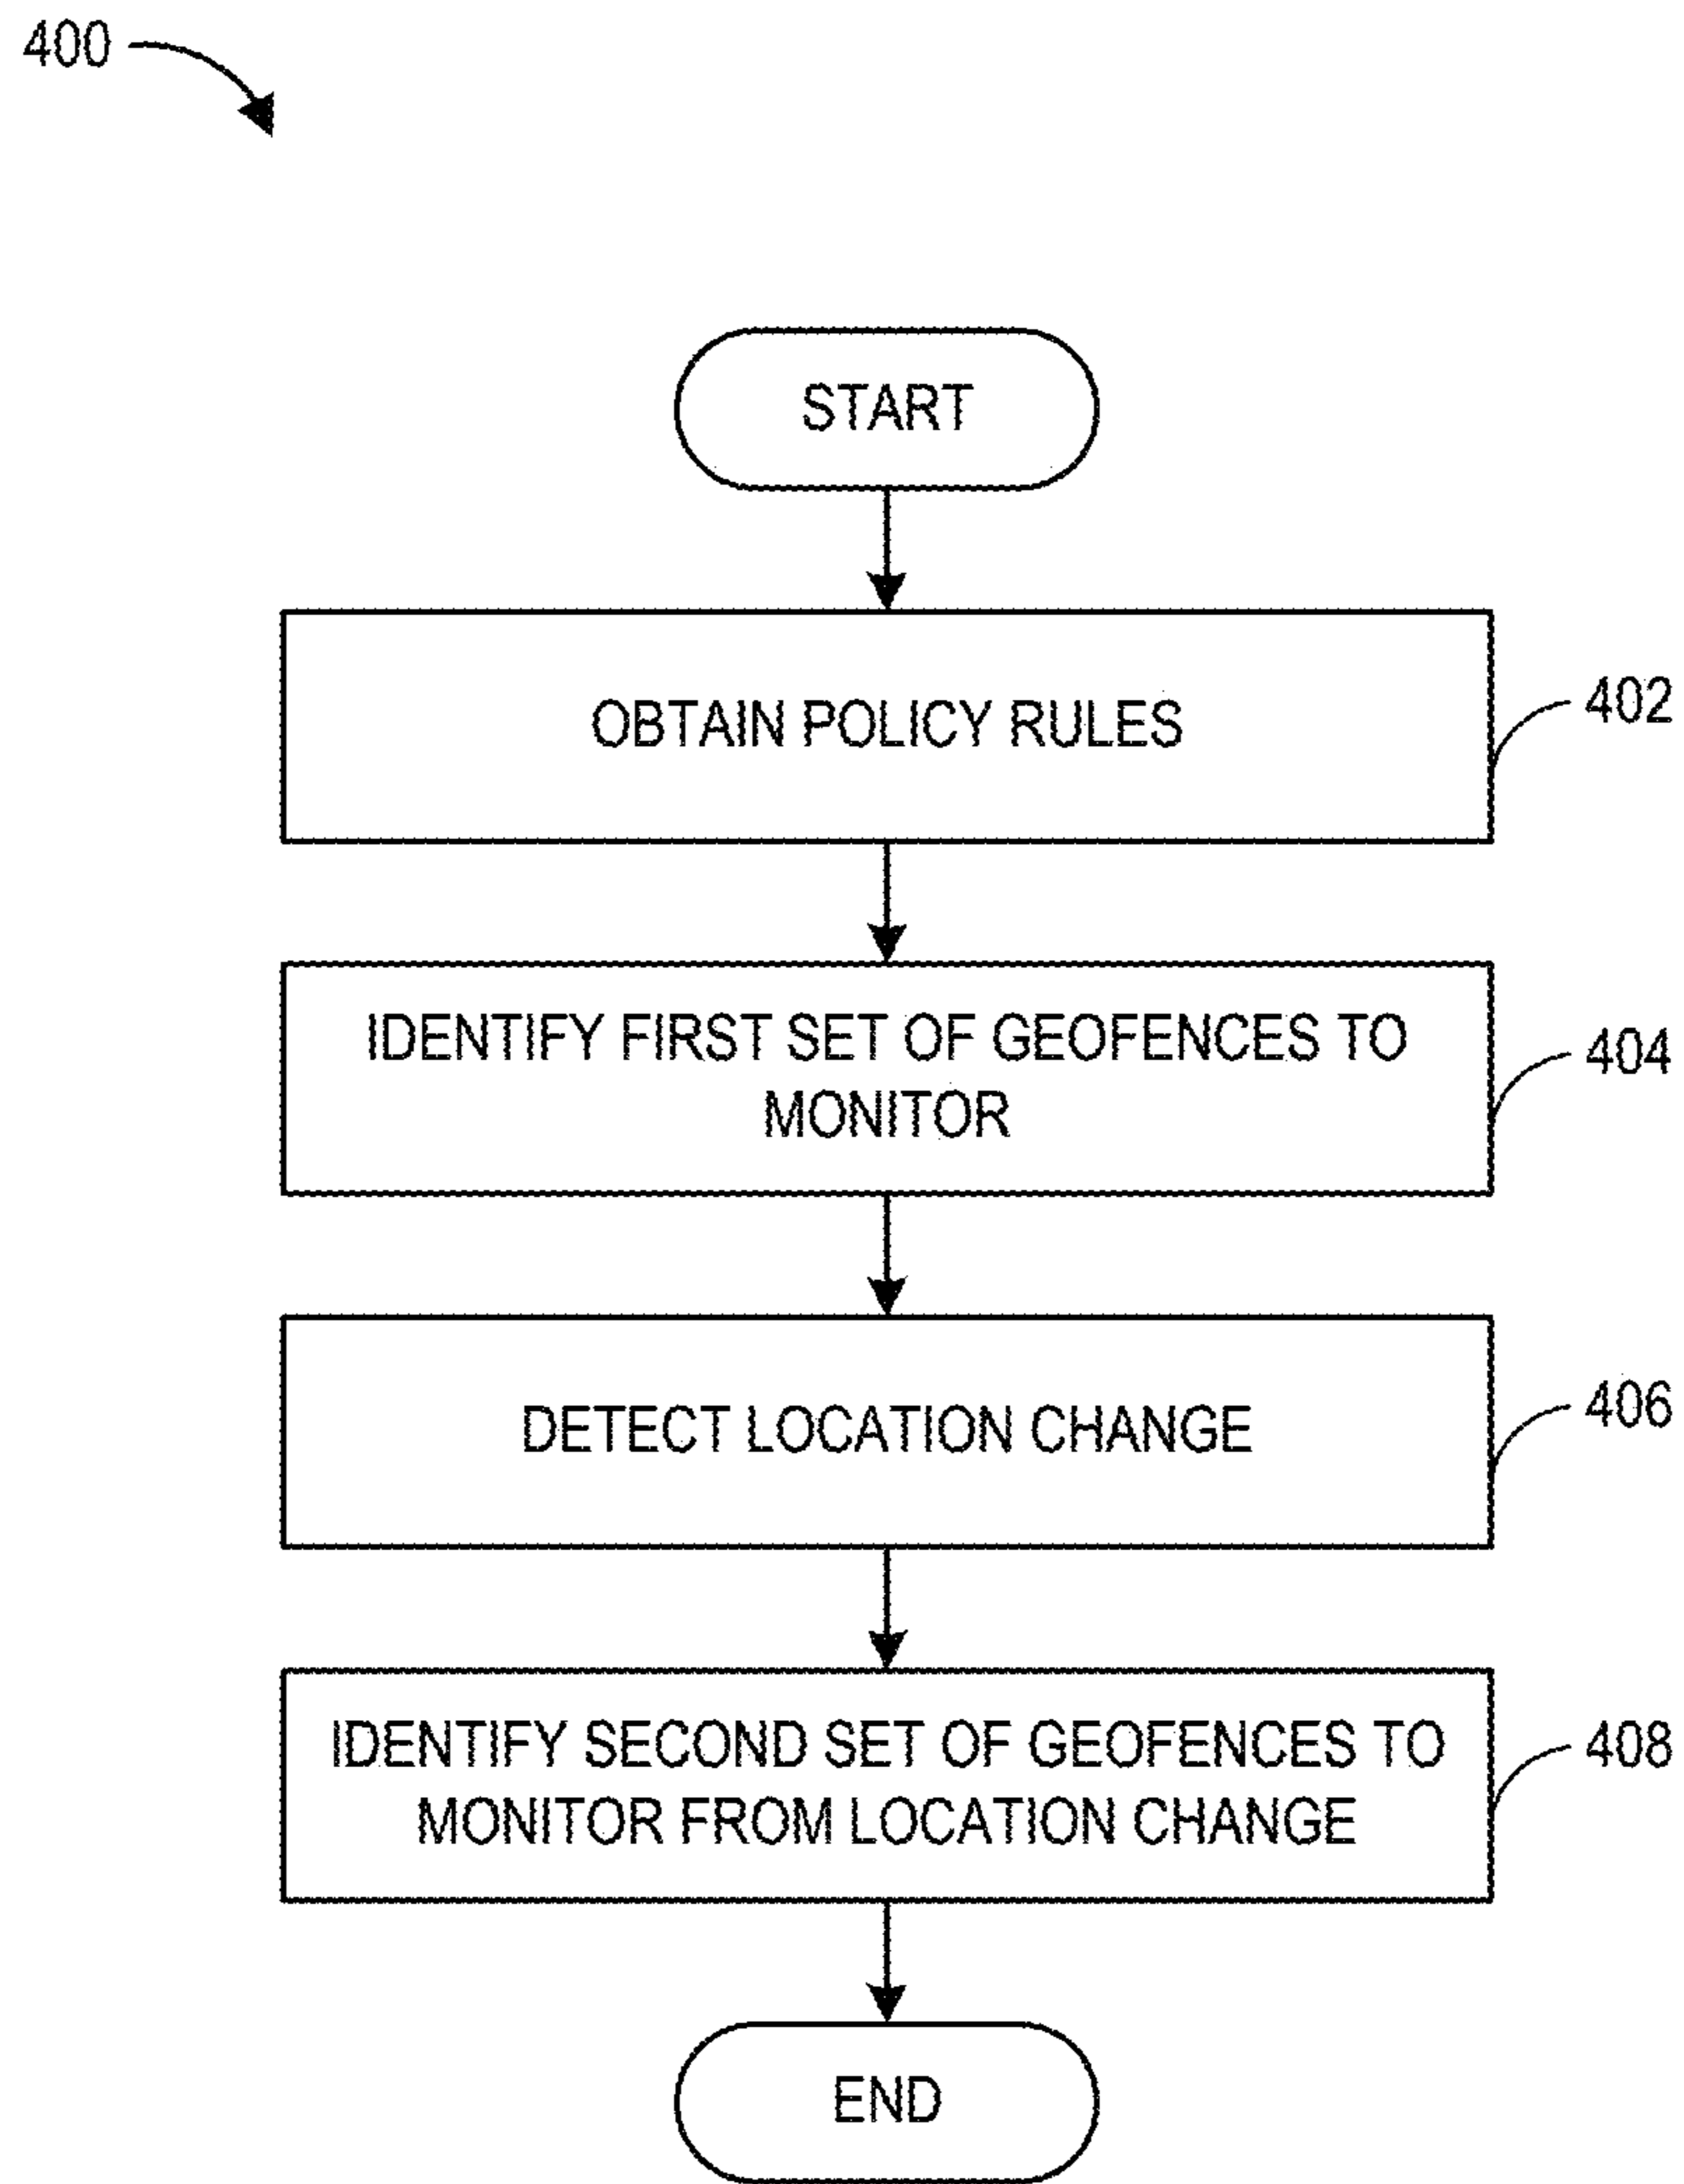 400
START
OBTAIN POLICY RULES
402
IDENTIFY FIRST SET OF GEOFENCES TO
MONITOR
404
DETECT LOCATION CHANGE
406
IDENTIFY SECOND SET OF GEOFENCES TO
MONITOR FROM LOCATION CHANGE
408
END